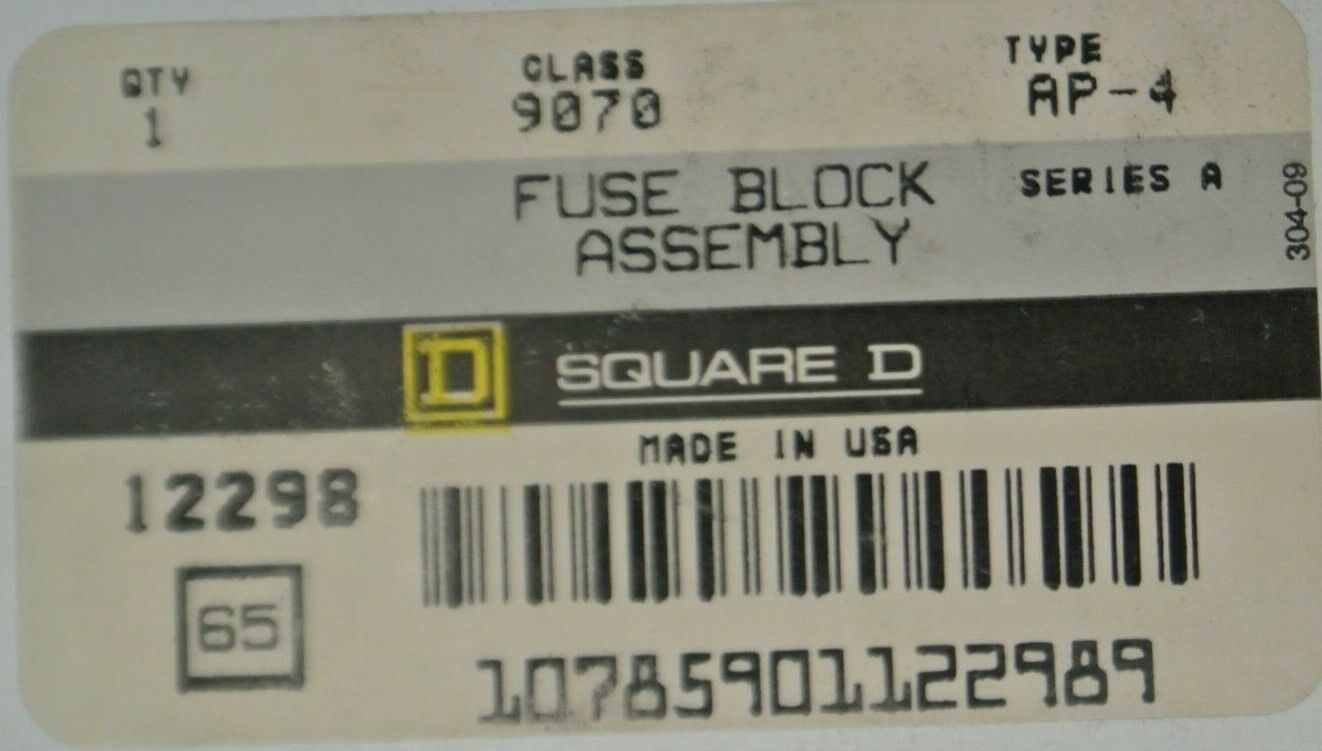 QTY
1
CLASS
9070
TYPE
AP-4
FUSE BLOCK
ASSEMBLY
SERIES A
304-09
D
SQUARE D
MADE IN USA
12298
65
10785901122989